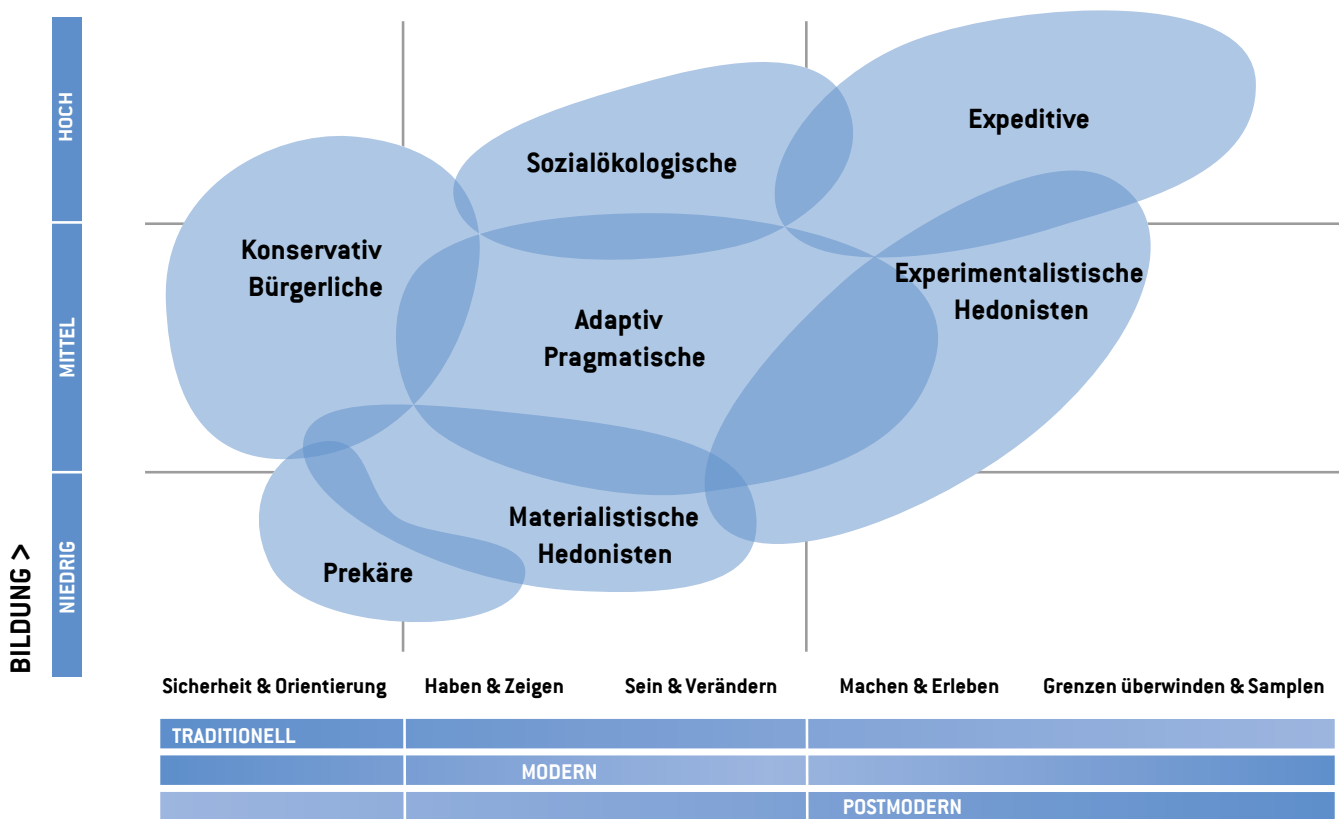 HOCH
MITTEL
NIEDRIG
BILDUNG >
Expeditive
Sozialökologische
Konservativ
Bürgerliche
Experimentalistische
Hedonisten
Adaptiv
Pragmatische
Materialistische
Hedonisten
Prekäre
Sicherheit & Orientierung
Haben & Zeigen
Sein & Verändern
Machen & Erleben
Grenzen überwinden & Samplen
TRADITIONELL
MODERN
POSTMODERN